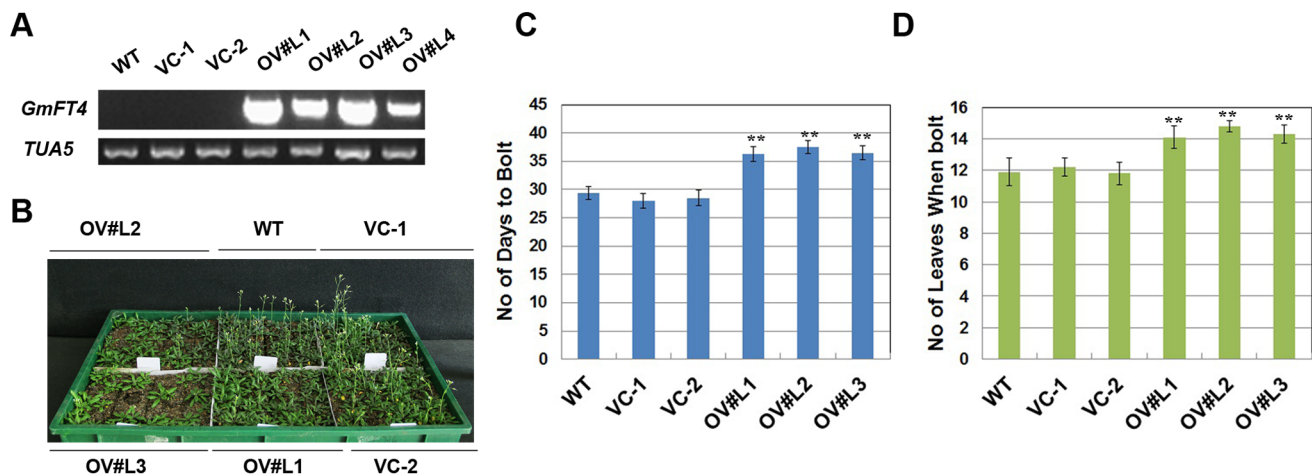 A
WT VC-1 VC-2 OV#L1 OV#L2 OV#L3 OV#L4
GmFT4
TUA5
B
OV#L2 WT VC-1
OV#L3 OV#L1 VC-2
C
No of Days to Bolt
45
40
35
30
25
20
15
10
5
0
** ** **
WT VC-1 VC-2 OV#L1 OV#L2 OV#L3
D
No of Leaves When bolt
16
14
12
10
8
6
4
2
0
** ** **
WT VC-1 VC-2 OV#L1 OV#L2 OV#L3